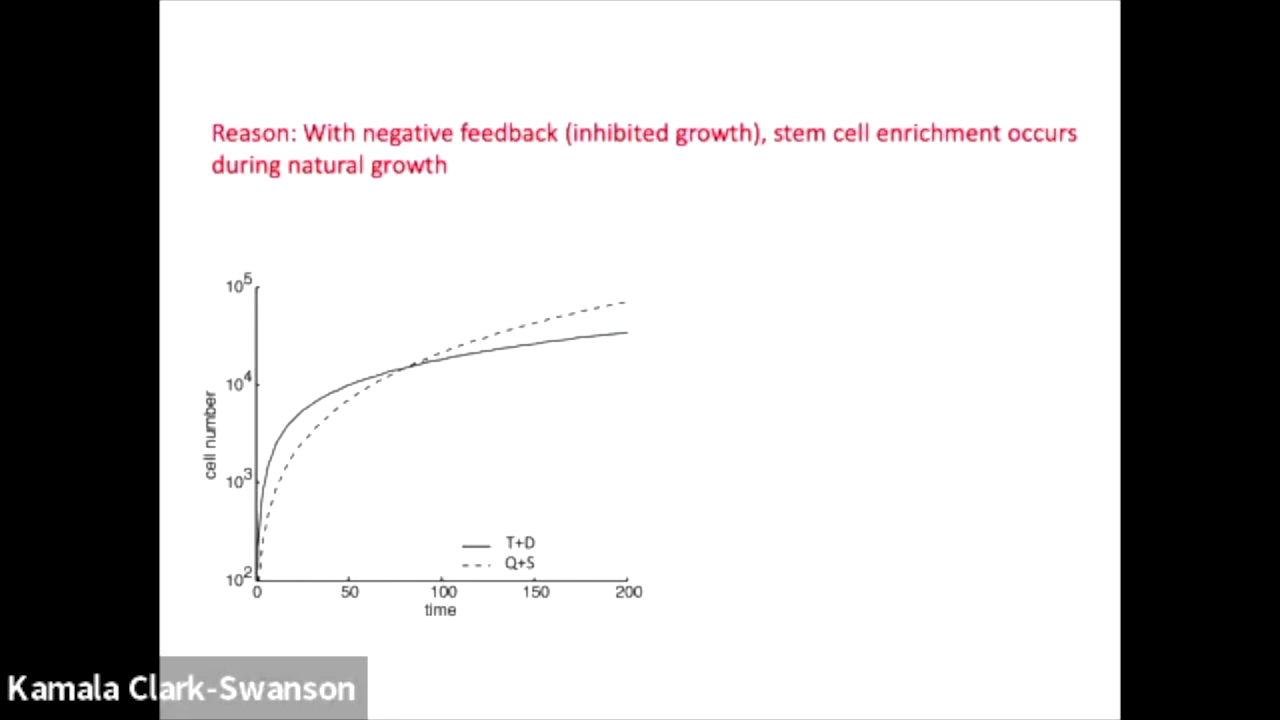 Reason: With negative feedback (inhibited growth), stem cell enrichment occurs
during natural growth
10^5
10^4
10^3
10^2
cell number
T+D
Q+S
0 50 100 150 200
time
Kamala Clark-Swanson